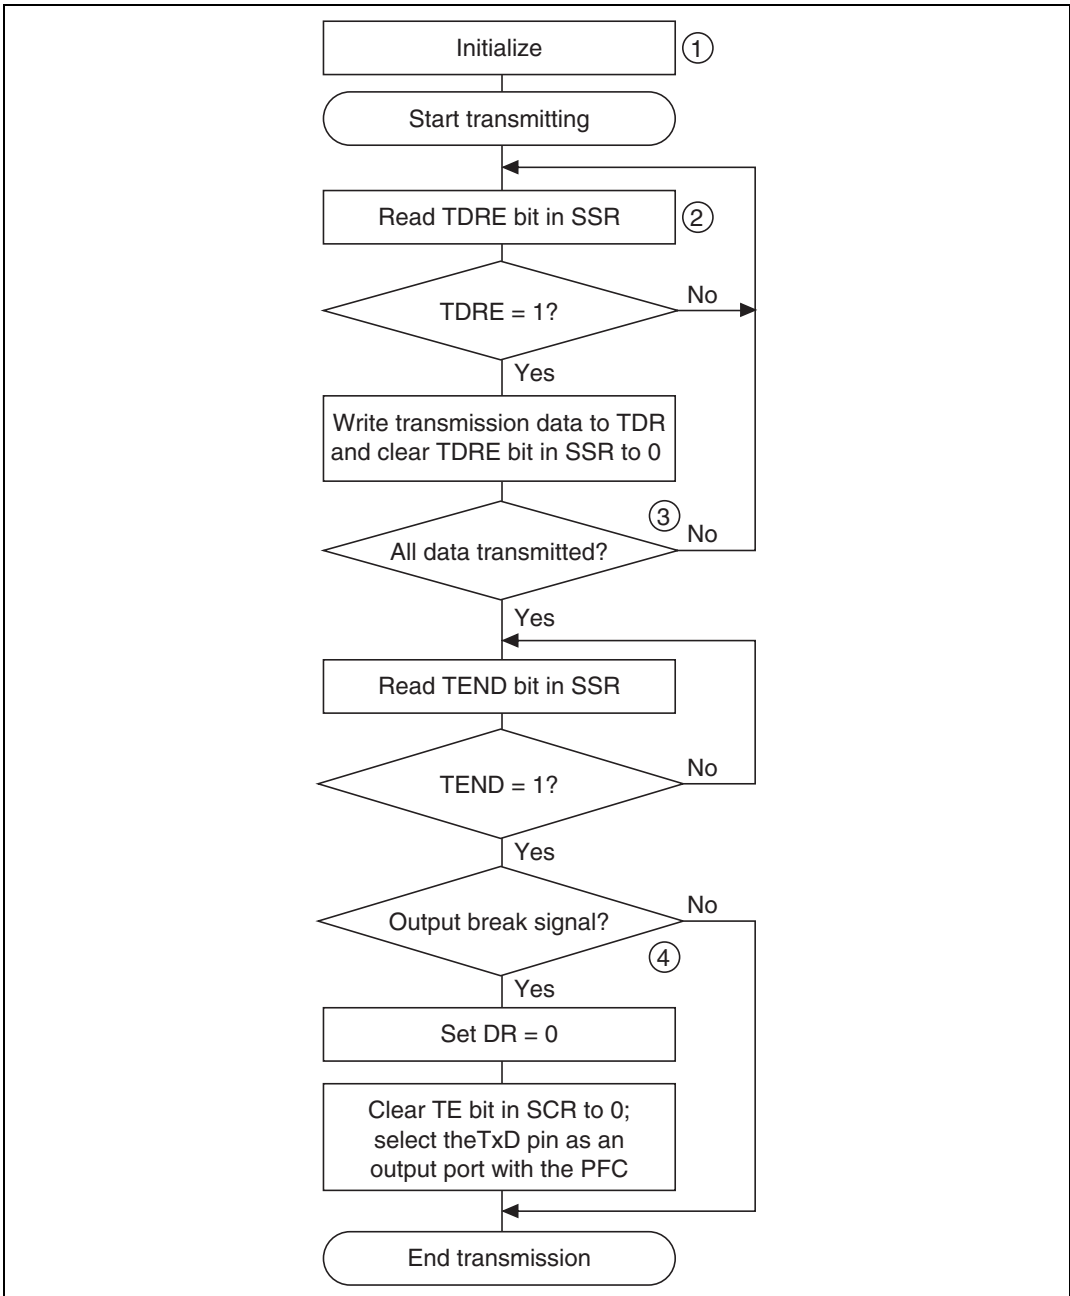 Initialize
①
Start transmitting
Read TDRE bit in SSR
②
TDRE = 1?
No
Yes
Write transmission data to TDR
and clear TDRE bit in SSR to 0
③
All data transmitted?
No
Yes
Read TEND bit in SSR
TEND = 1?
No
Yes
Output break signal?
No
④
Yes
Set DR = 0
Clear TE bit in SCR to 0;
select theTxD pin as an
output port with the PFC
End transmission